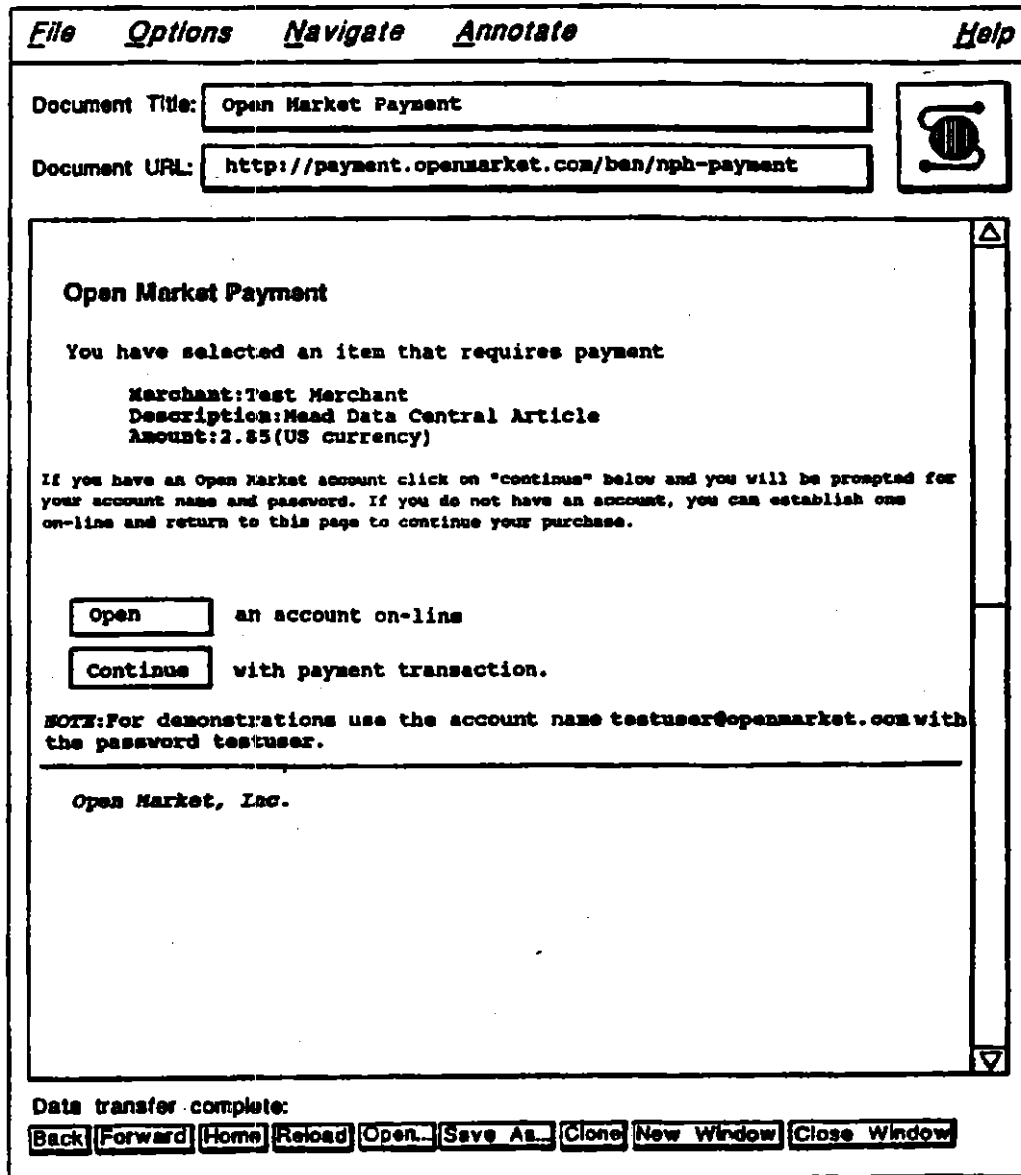 File Options Navigate Annotate Help
Document Title: Open Market Payment
Document URL: http://payment.openmarket.com/ben/nph-payment
Open Market Payment
You have selected an item that requires payment
Merchant:Test Merchant
Description:Mead Data Central Article
Amount:2.85(US currency)
If you have an Open Market account click on "continue" below and you will be prompted for
your account name and password. If you do not have an account, you can establish one
on-line and return to this page to continue your purchase.
Open an account on-line
Continue with payment transaction.
NOTE:For demonstrations use the account name testuser@openmarket.com with
the password testuser.
Open Market, Inc.
Data transfer complete:
Back Forward Home Reload Open... Save As... Clone New Window Close Window